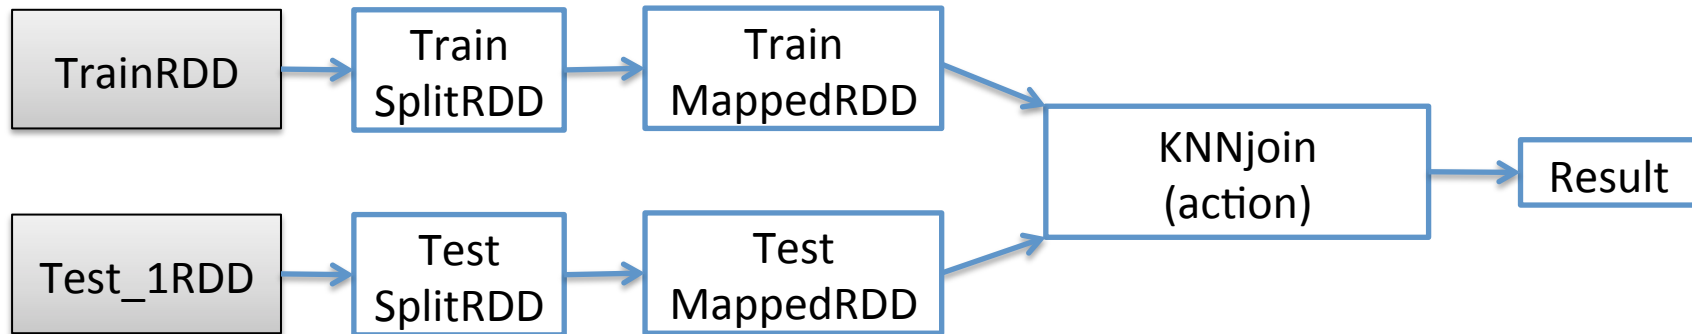 TrainRDD
Train
SplitRDD
Train
MappedRDD
KNNjoin
(action)
Result
Test_1RDD
Test
SplitRDD
Test
MappedRDD